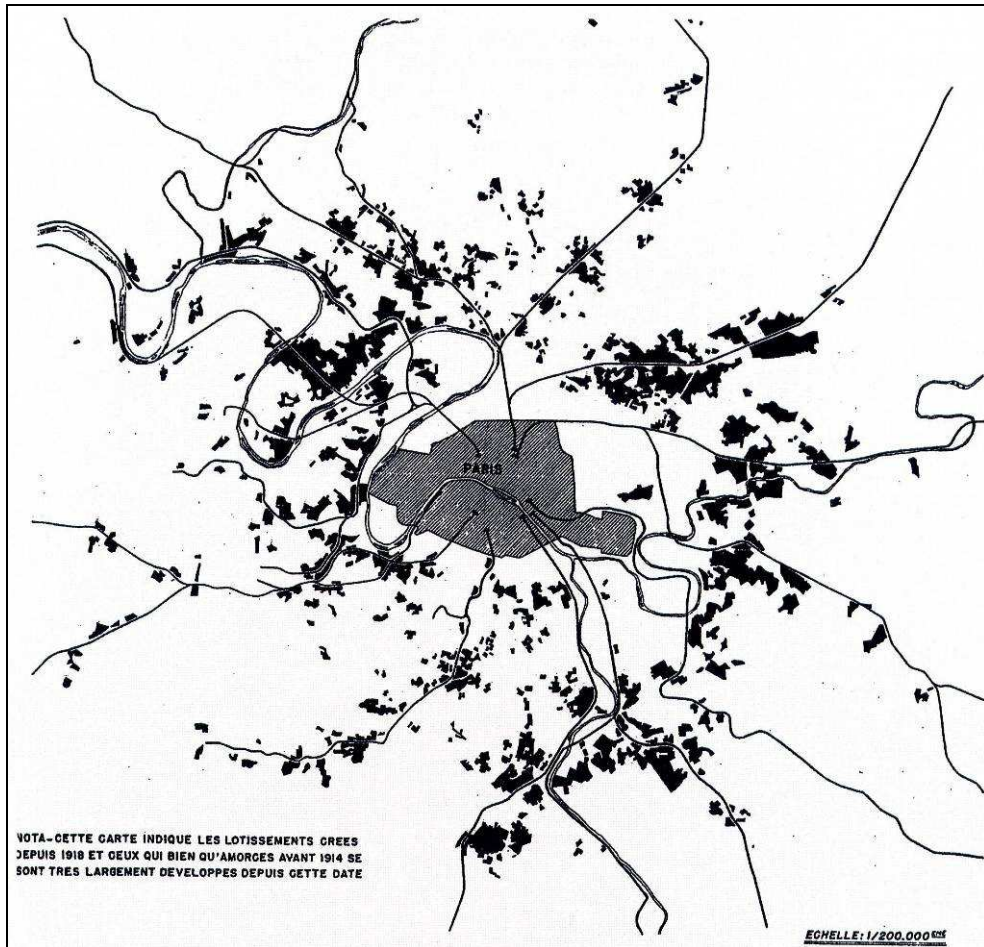 PARIS
NOTA-CETTE CARTE INDIQUE LES LOTISSEMENTS CREES
DEPUIS 1918 ET CEUX QUI BIEN QU'AMORCES AVANT 1914 SE
SONT TRES LARGEMENT DEVELOPPES DEPUIS CETTE DATE
ECHELLE: 1/200.000EME